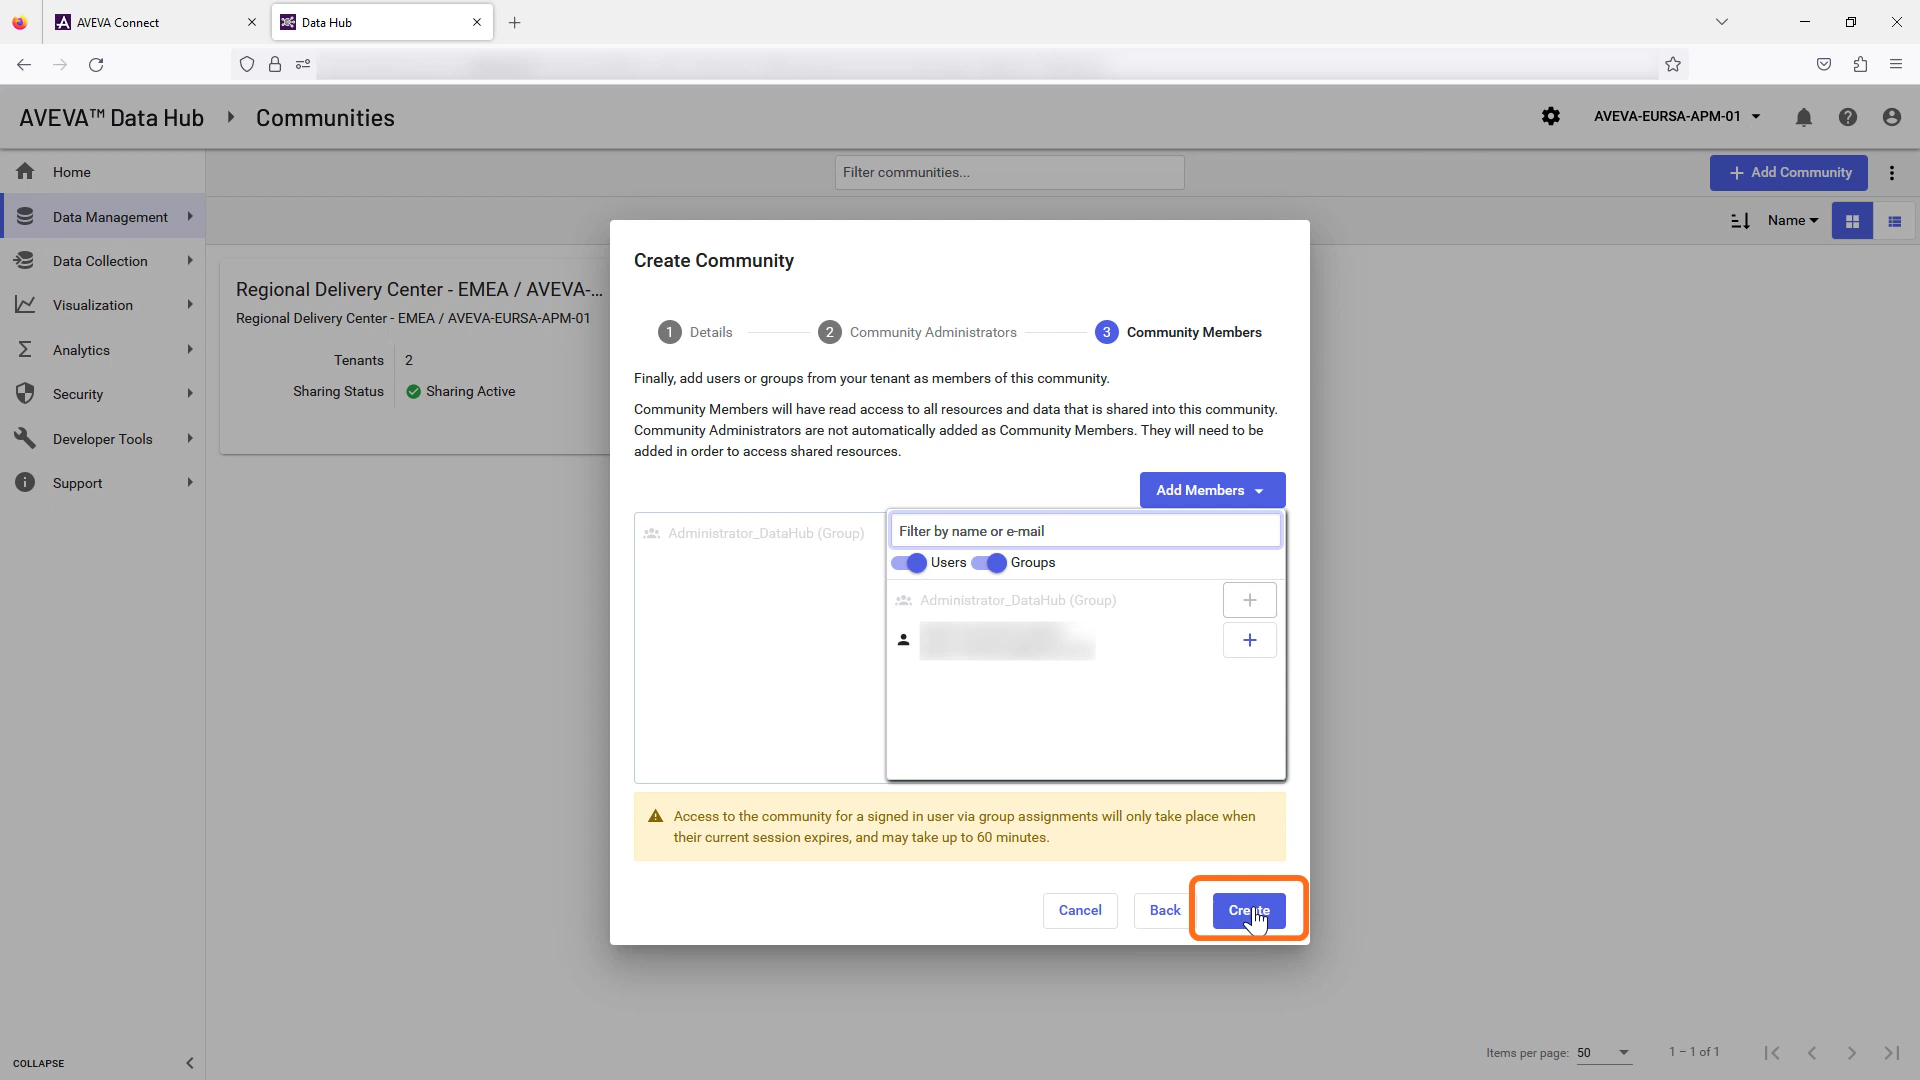 AVEVA Connect
Data Hub
AVEVA™ Data Hub
Communities
AVEVA-EURSA-APM-01
Home
Data Management
Data Collection
Visualization
Analytics
Security
Developer Tools
Support
COLLAPSE
Filter communities...
Add Community
Name
Regional Delivery Center - EMEA / AVEVA-...
Regional Delivery Center - EMEA / AVEVA-EURSA-APM-01
Tenants 2
Sharing Status Sharing Active
Create Community
1 Details
2 Community Administrators
3 Community Members
Finally, add users or groups from your tenant as members of this community.
Community Members will have read access to all resources and data that is shared into this community.
Community Administrators are not automatically added as Community Members. They will need to be
added in order to access shared resources.
Add Members
Administrator_DataHub (Group)
Filter by name or e-mail
Users Groups
Administrator_DataHub (Group)
Access to the community for a signed in user via group assignments will only take place when
their current session expires, and may take up to 60 minutes.
Cancel
Back
Create
Items per page: 50
1 – 1 of 1